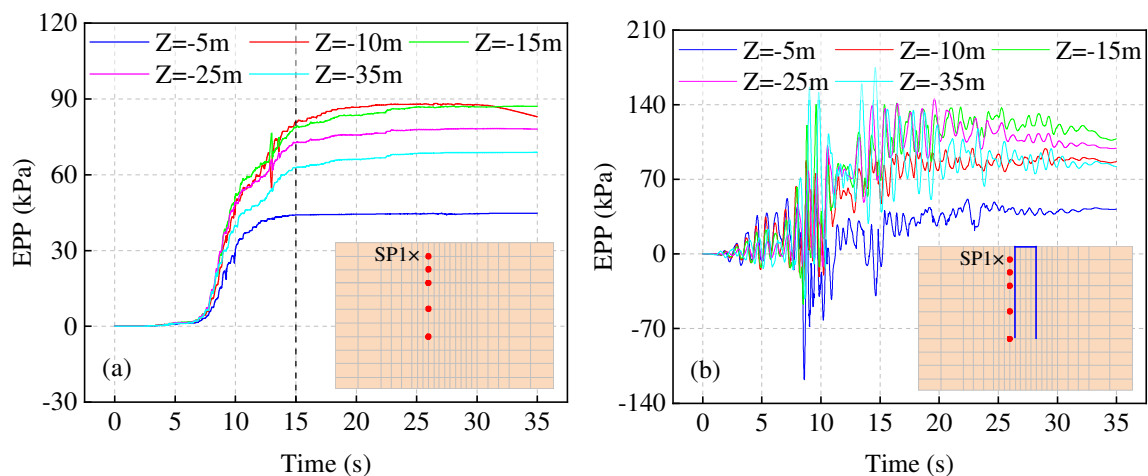 120
90
60
30
0
-30
EPP (kPa)
Z=-5m Z=-10m Z=-15m
Z=-25m Z=-35m
SP1×
(a)
0 5 10 15 20 25 30 35
Time (s)
210
140
70
0
-70
-140
EPP (kPa)
Z=-5m Z=-10m Z=-15m
Z=-25m Z=-35m
SP1×
(b)
0 5 10 15 20 25 30 35
Time (s)